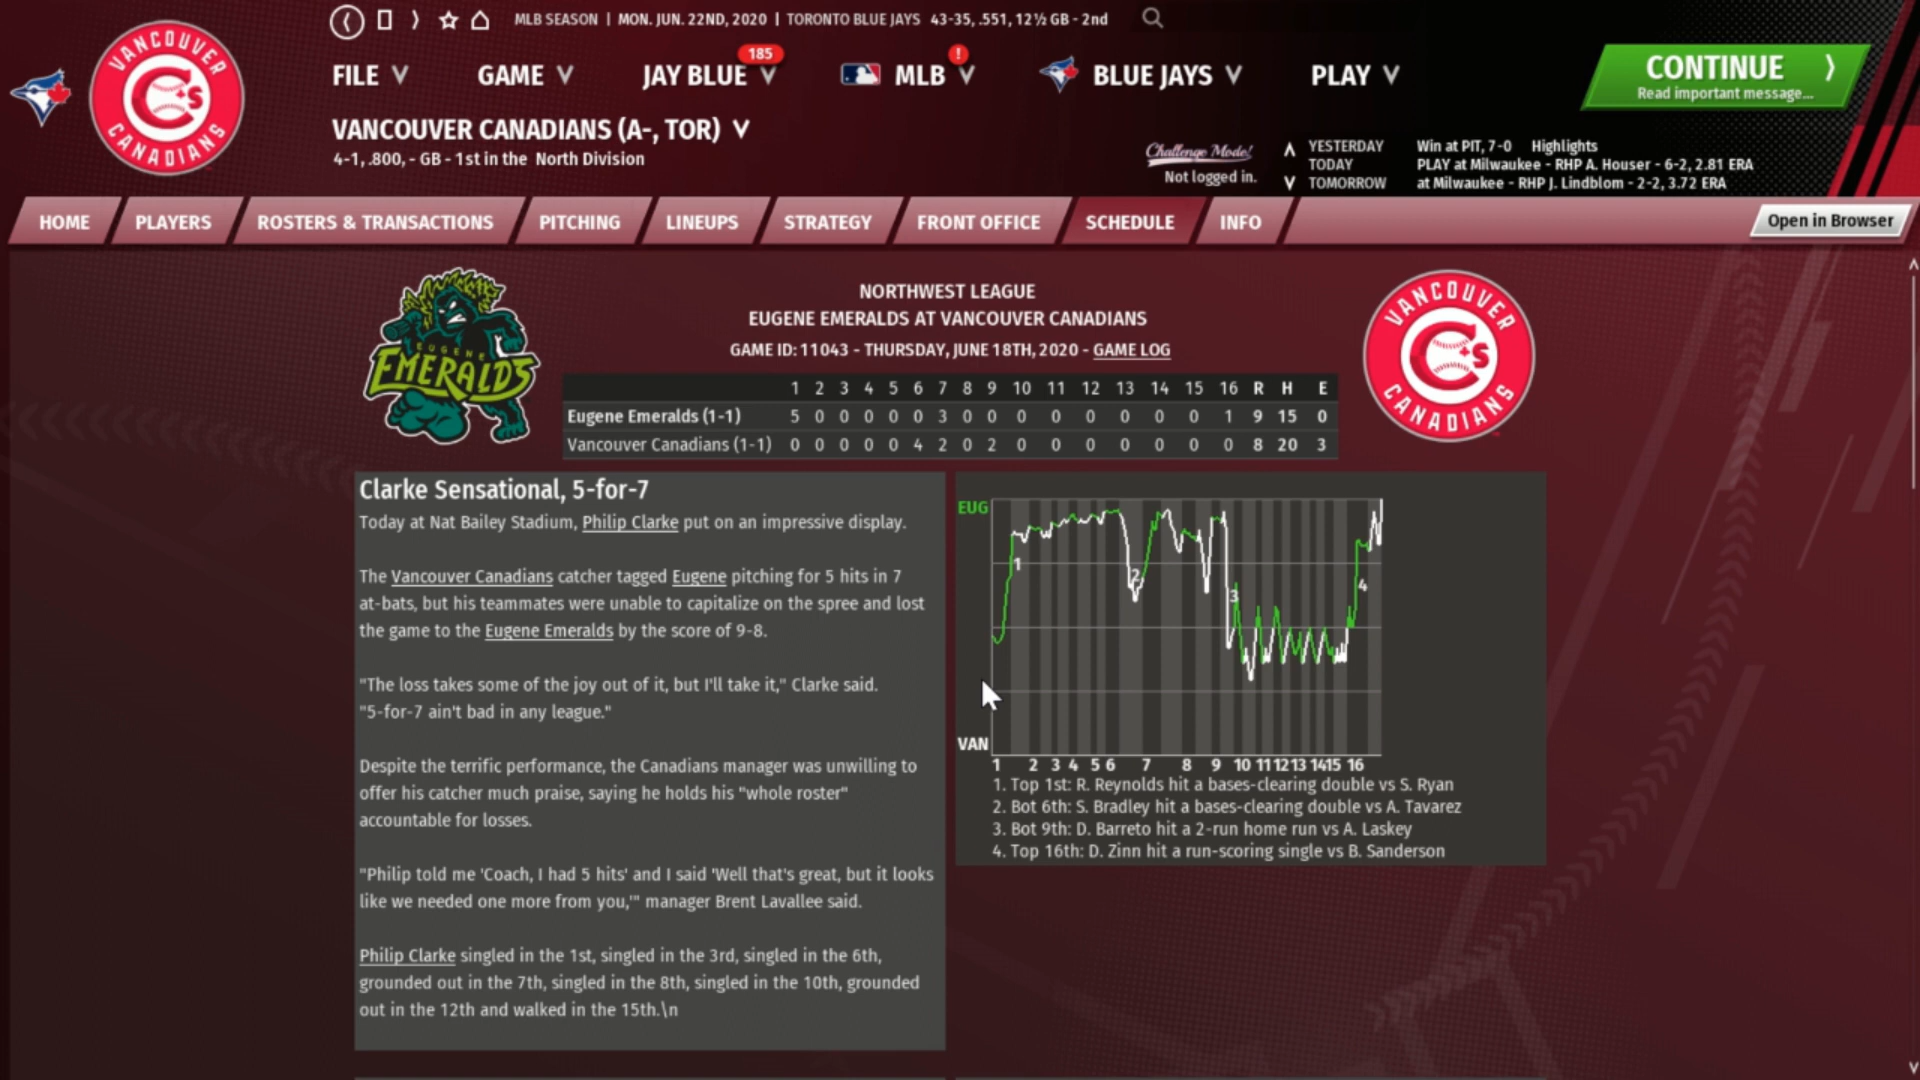 MLB SEASON | MON. JUN. 22ND, 2020 | TORONTO BLUE JAYS 43-35, .551, 12½ GB - 2nd
FILE GAME JAY BLUE 185 MLB ! BLUE JAYS PLAY
CONTINUE
Read important message...
VANCOUVER CANADIANS
VANCOUVER CANADIANS (A-, TOR)
4-1, .800, - GB - 1st in the North Division
Challenge Mode!
Not logged in.
YESTERDAY Win at PIT, 7-0 Highlights
TODAY PLAY at Milwaukee - RHP A. Houser - 6-2, 2.81 ERA
TOMORROW at Milwaukee - RHP J. Lindblom - 2-2, 3.72 ERA
HOME PLAYERS ROSTERS & TRANSACTIONS PITCHING LINEUPS STRATEGY FRONT OFFICE SCHEDULE INFO Open in Browser
EUGENE
EMERALDS
NORTHWEST LEAGUE
EUGENE EMERALDS AT VANCOUVER CANADIANS
GAME ID: 11043 - THURSDAY, JUNE 18TH, 2020 - GAME LOG
VANCOUVER CANADIANS
1 2 3 4 5 6 7 8 9 10 11 12 13 14 15 16 R H E
Eugene Emeralds (1-1) 5 0 0 0 0 0 3 0 0 0 0 0 0 0 0 1 9 15 0
Vancouver Canadians (1-1) 0 0 0 0 0 4 2 0 2 0 0 0 0 0 0 0 8 20 3
Clarke Sensational, 5-for-7
Today at Nat Bailey Stadium, Philip Clarke put on an impressive display.
The Vancouver Canadians catcher tagged Eugene pitching for 5 hits in 7
at-bats, but his teammates were unable to capitalize on the spree and lost
the game to the Eugene Emeralds by the score of 9-8.
"The loss takes some of the joy out of it, but I'll take it," Clarke said.
"5-for-7 ain't bad in any league."
Despite the terrific performance, the Canadians manager was unwilling to
offer his catcher much praise, saying he holds his "whole roster"
accountable for losses.
"Philip told me 'Coach, I had 5 hits' and I said 'Well that's great, but it looks
like we needed one more from you,'" manager Brent Lavallee said.
Philip Clarke singled in the 1st, singled in the 3rd, singled in the 6th,
grounded out in the 7th, singled in the 8th, singled in the 10th, grounded
out in the 12th and walked in the 15th.\n
EUG
1 2 3 4
VAN
1 2 3 4 5 6 7 8 9 10 11 12 13 14 15 16
1. Top 1st: R. Reynolds hit a bases-clearing double vs S. Ryan
2. Bot 6th: S. Bradley hit a bases-clearing double vs A. Tavarez
3. Bot 9th: D. Barreto hit a 2-run home run vs A. Laskey
4. Top 16th: D. Zinn hit a run-scoring single vs B. Sanderson